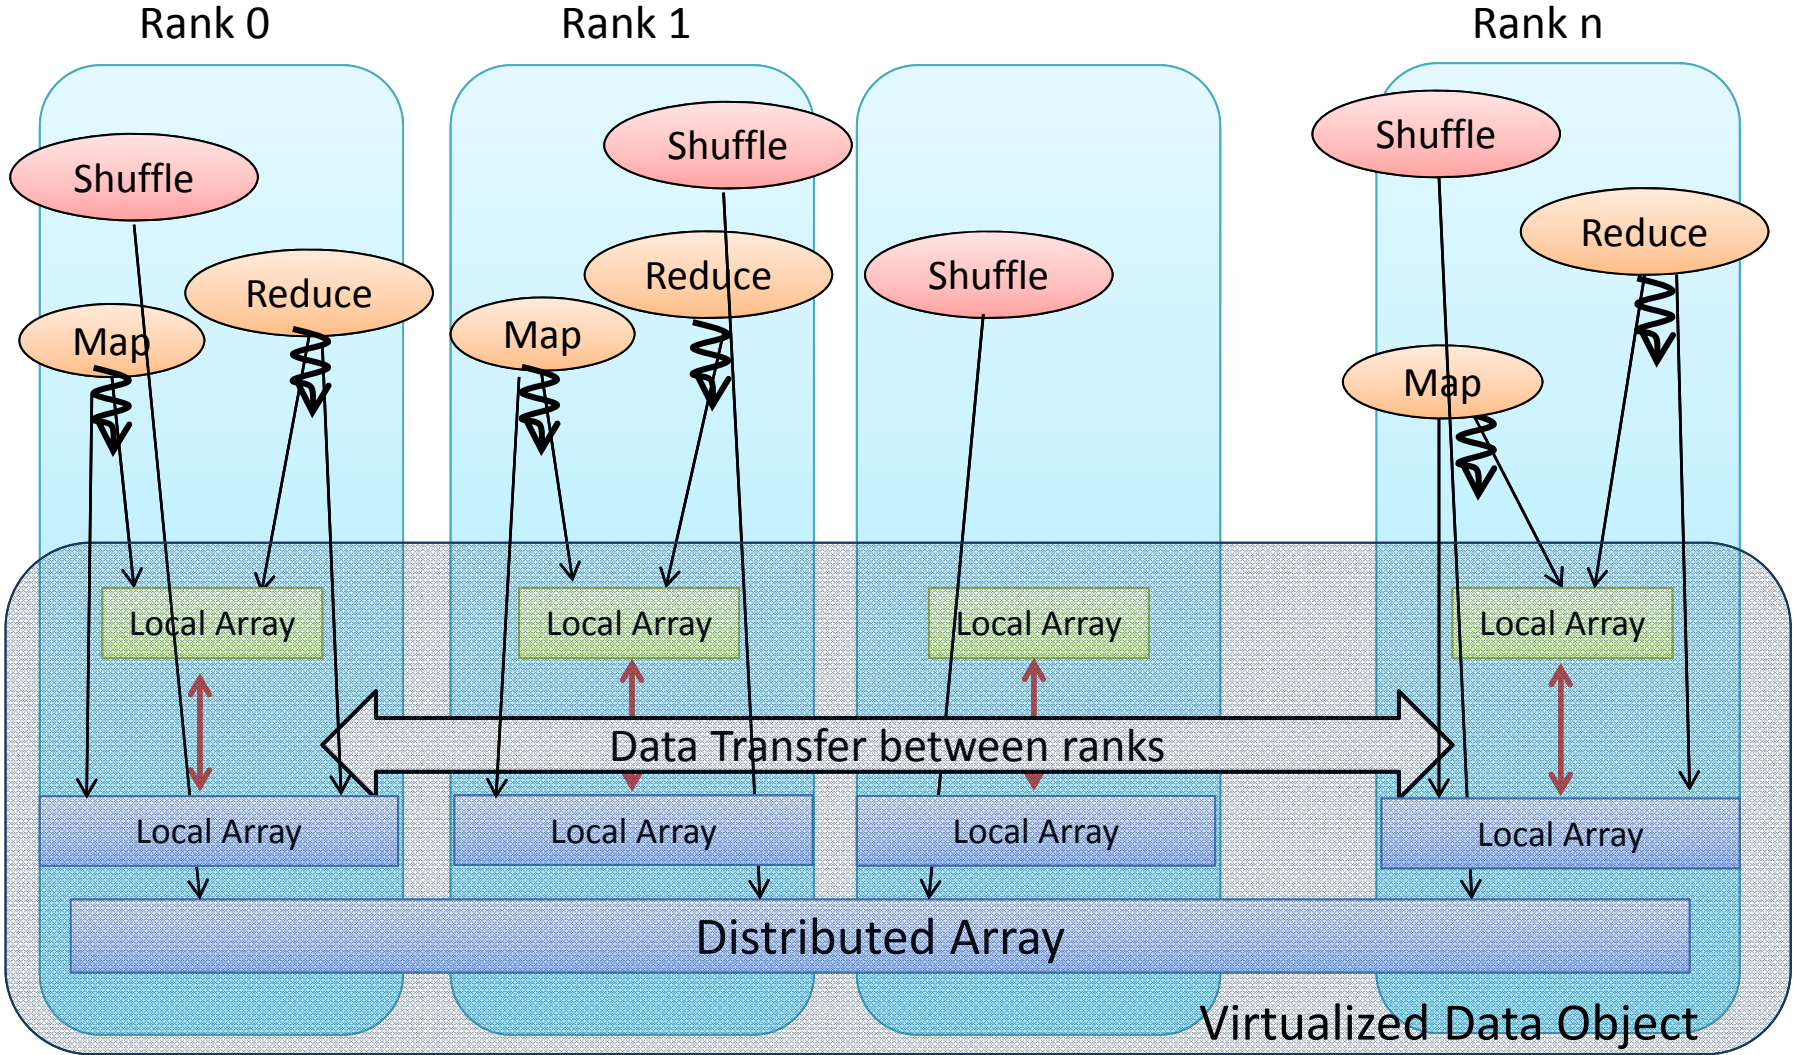 Rank 0
Rank 1
Rank n
Shuffle
Shuffle
Shuffle
Shuffle
Reduce
Reduce
Reduce
Map
Map
Map
Local Array
Local Array
Local Array
Local Array
Data Transfer between ranks
Local Array
Local Array
Local Array
Local Array
Distributed Array
Virtualized Data Object